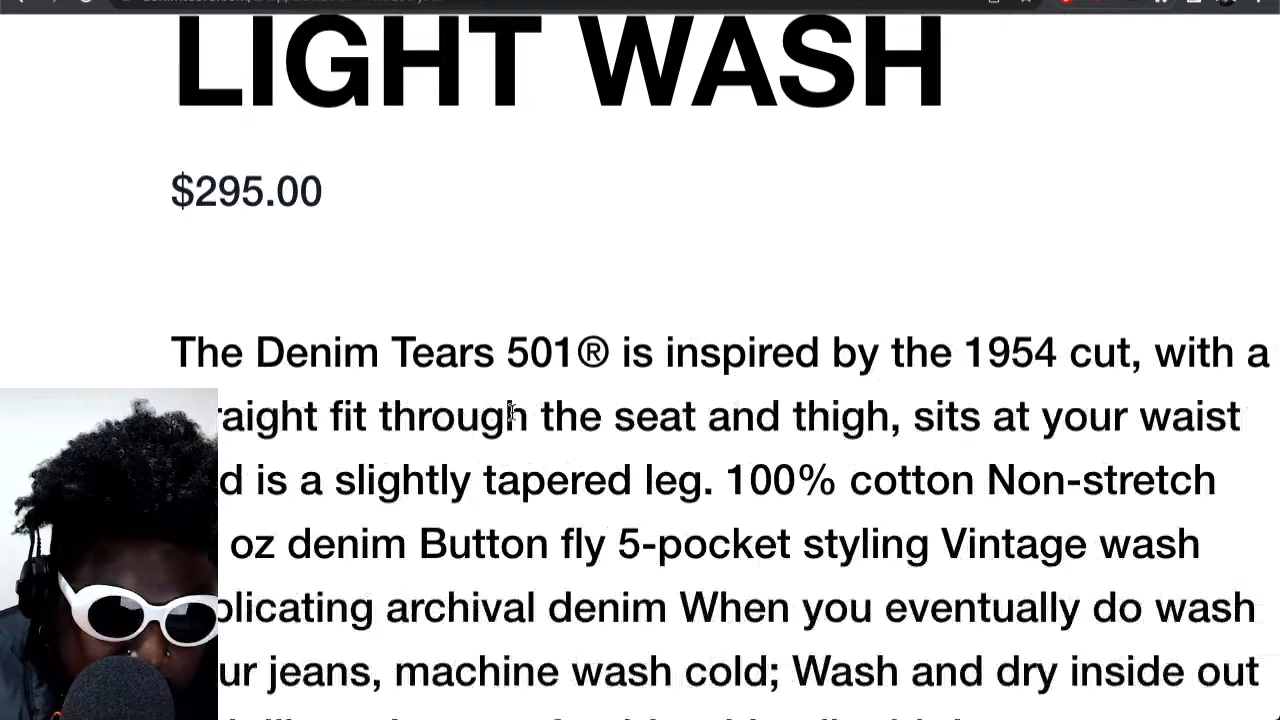 LIGHT WASH
$295.00
The Denim Tears 501® is inspired by the 1954 cut, with a
raight fit through the seat and thigh, sits at your waist
d is a slightly tapered leg. 100% cotton Non-stretch
oz denim Button fly 5-pocket styling Vintage wash
plicating archival denim When you eventually do wash
ur jeans, machine wash cold; Wash and dry inside out